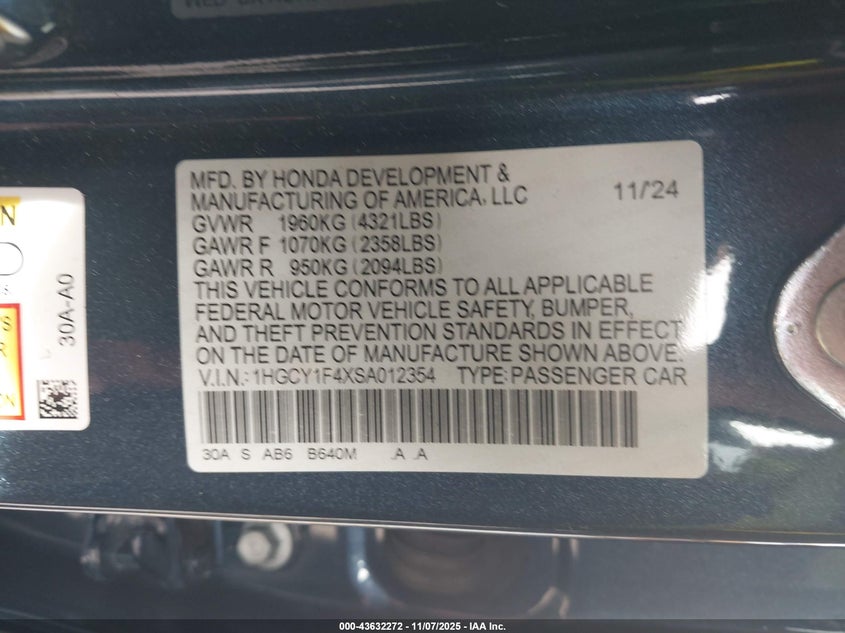 MFD. BY HONDA DEVELOPMENT &
MANUFACTURING OF AMERICA, LLC 11/'24
GVWR 1960KG (4321LBS)
GAWR F 1070KG (2358LBS)
GAWR R 950KG (2094LBS)
THIS VEHICLE CONFORMS TO ALL APPLICABLE
FEDERAL MOTOR VEHICLE SAFETY, BUMPER,
AND THEFT PREVENTION STANDARDS IN EFFECT
ON THE DATE OF MANUFACTURE SHOWN ABOVE.
V.I.N.: 1HGCY1F4XSA012354 TYPE:PASSENGER CAR
30A S AB6 B640M .A .A
30A-A0
000-43632272 — 11/07/2025 — IAA Inc.